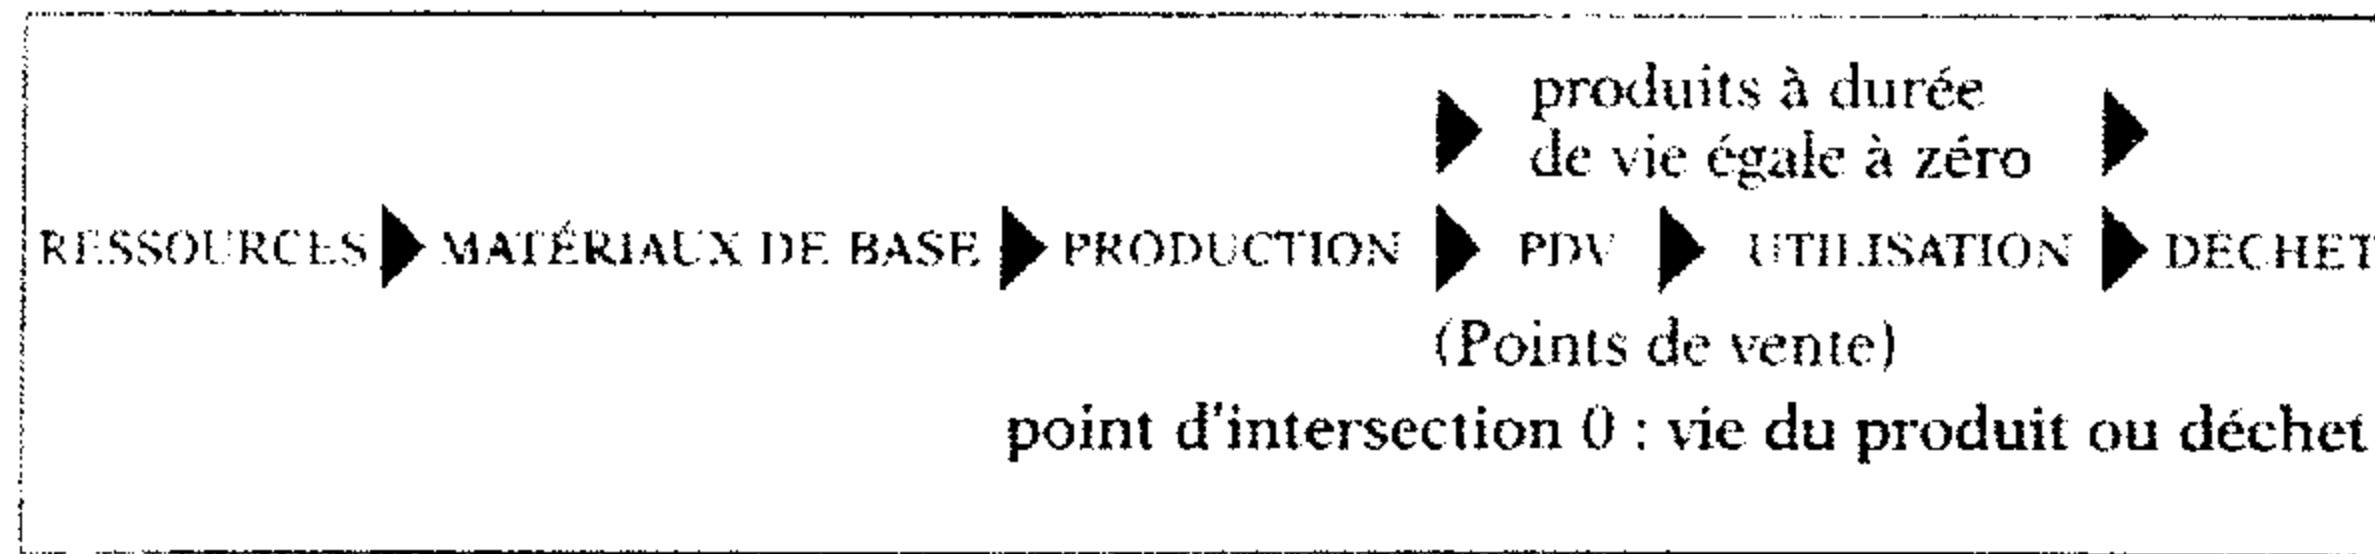 produits à durée
de vie égale à zéro
RESSOURCES MATÉRIAUX DE BASE PRODUCTION PDV UTILISATION DÉCHET
(Points de vente)
point d'intersection 0 : vie du produit ou déchet